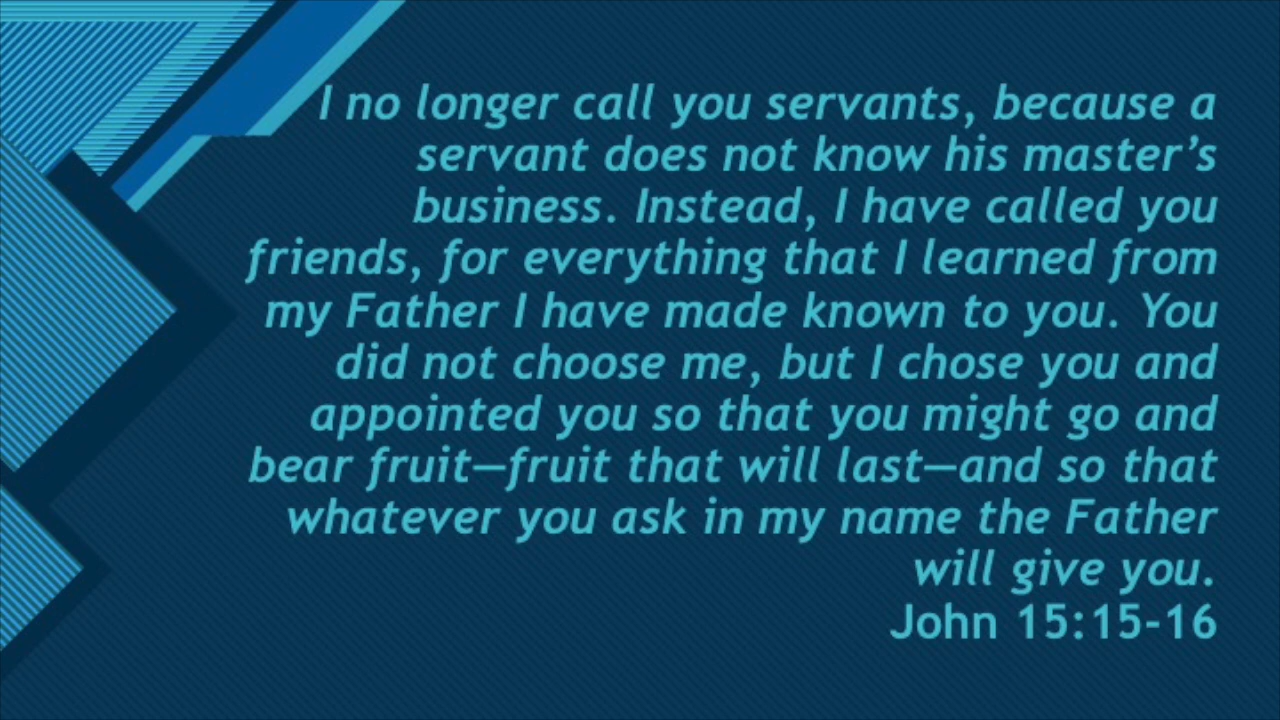 I no longer call you servants, because a
servant does not know his master’s
business. Instead, I have called you
friends, for everything that I learned from
my Father I have made known to you. You
did not choose me, but I chose you and
appointed you so that you might go and
bear fruit—fruit that will last—and so that
whatever you ask in my name the Father
will give you.
John 15:15-16